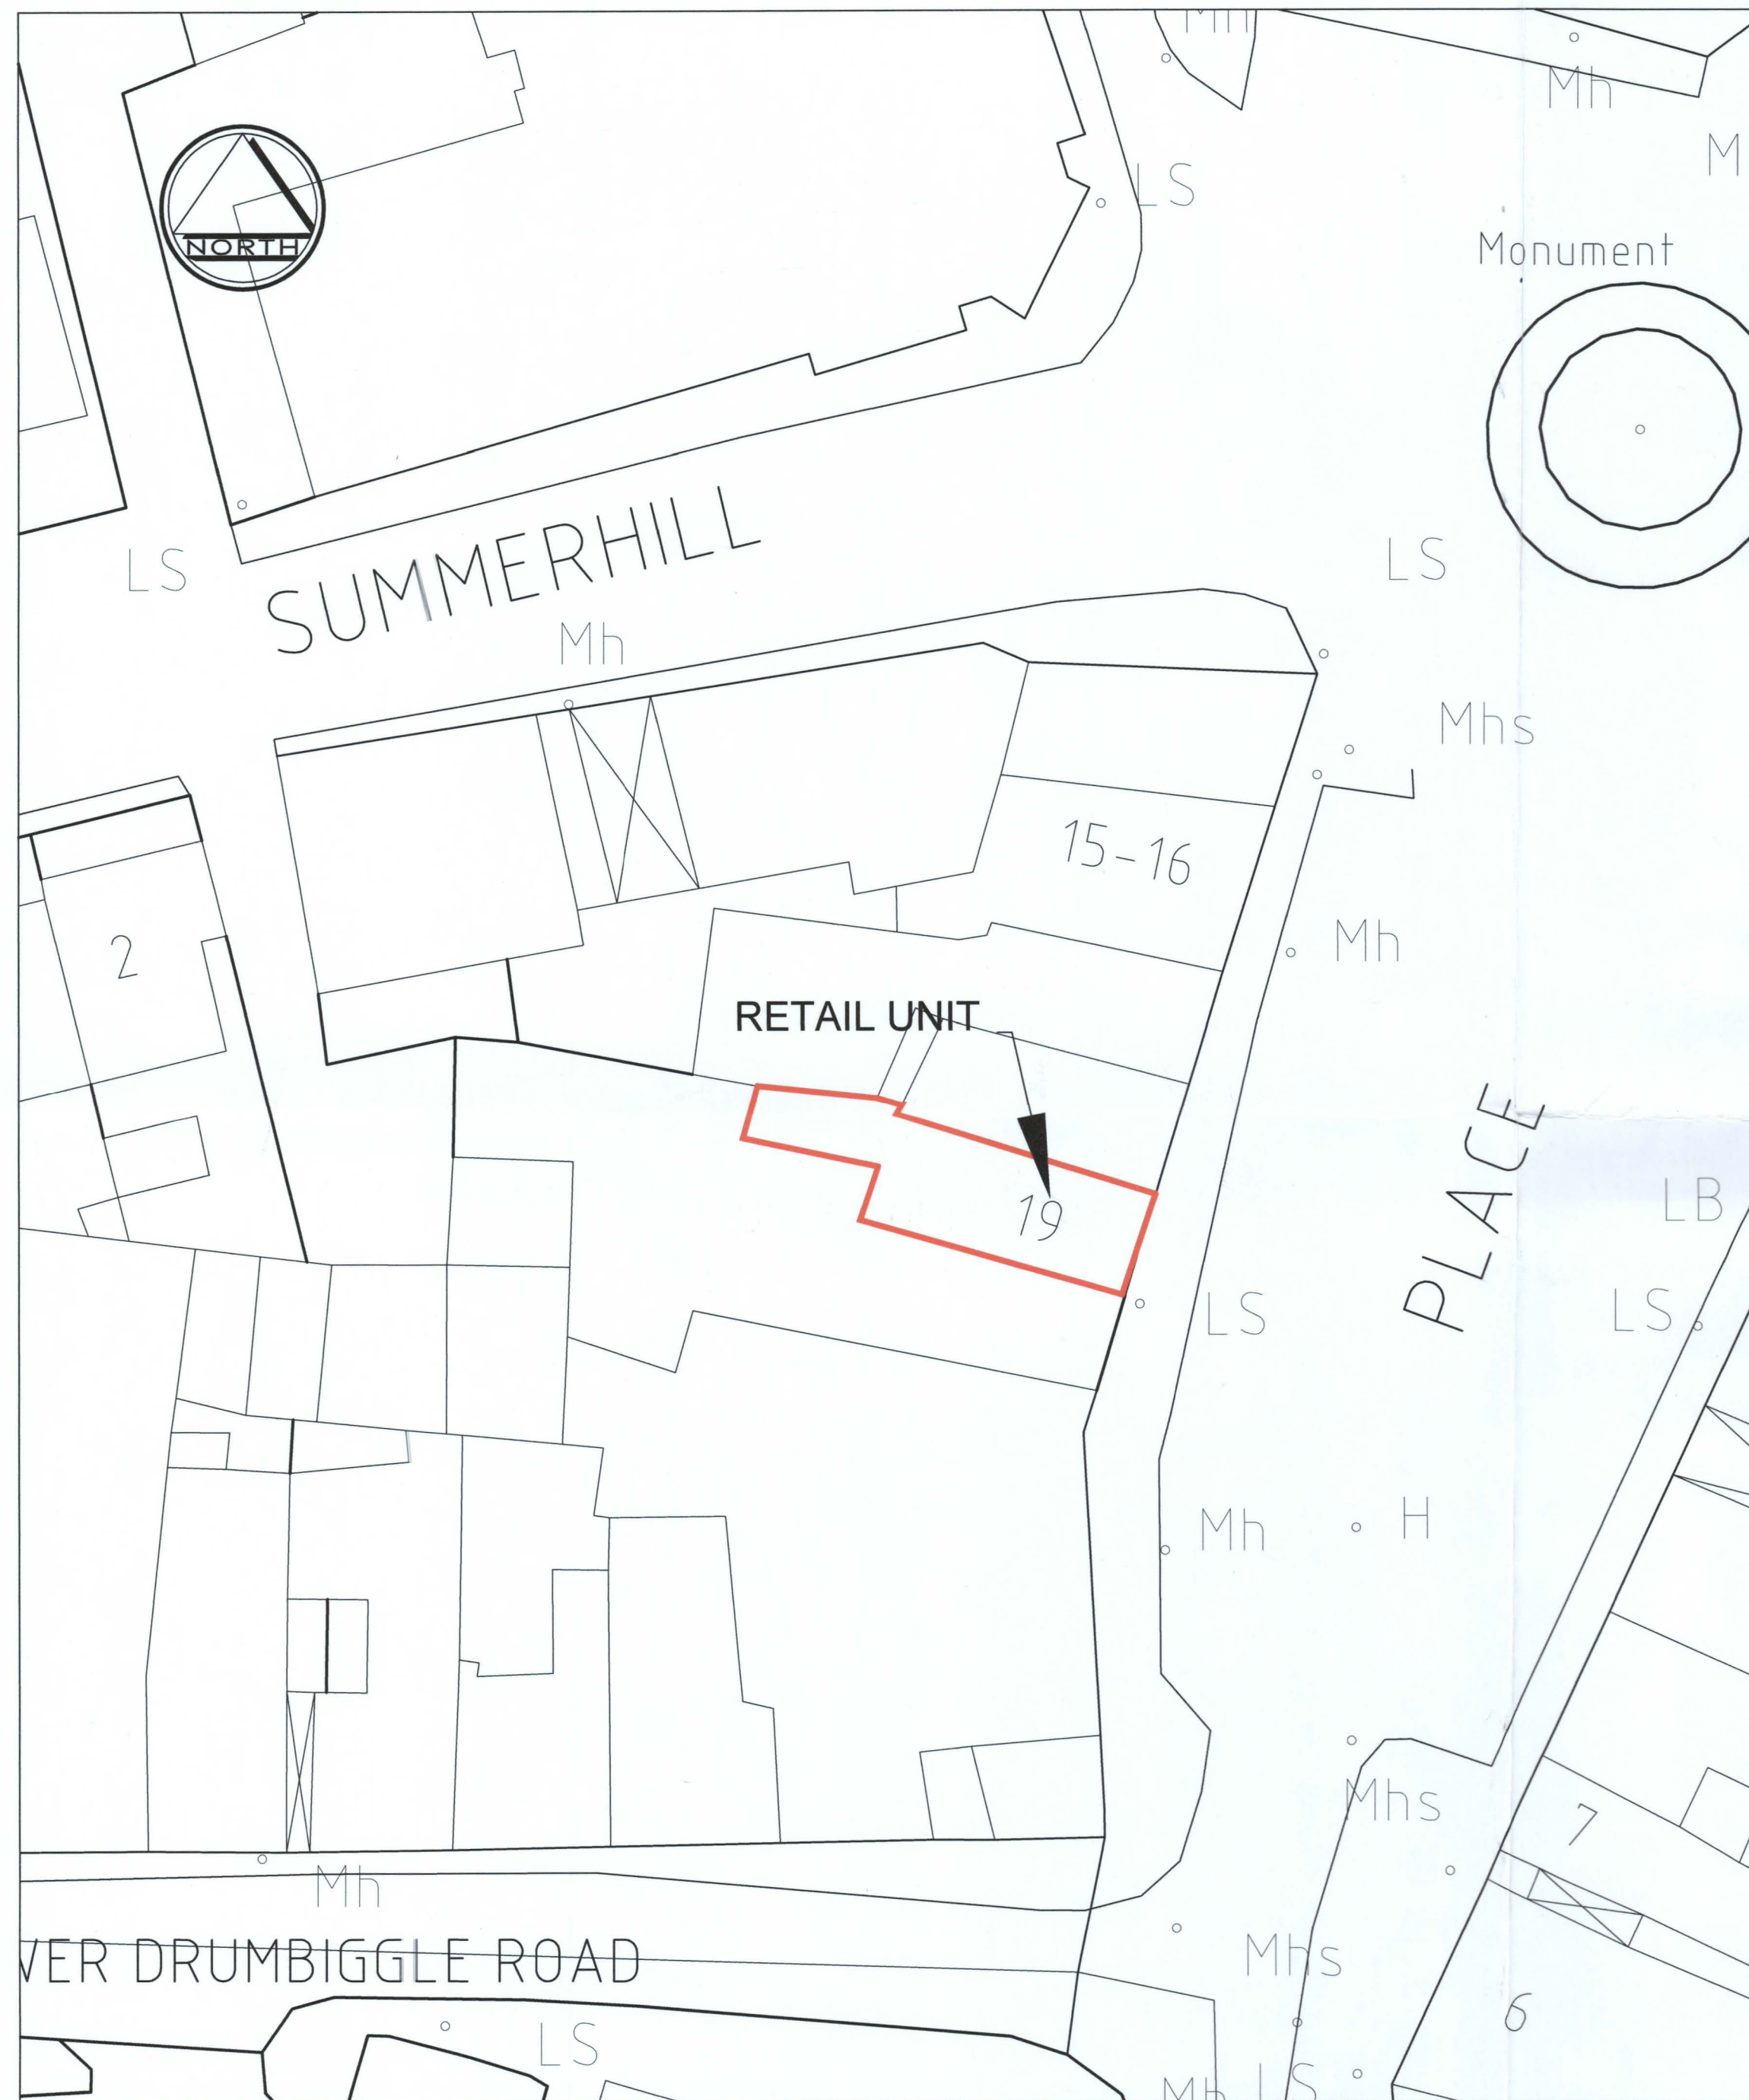 Mh
Mh
M
LS
NORTH
Monument
SUMMERHILL
LS
LS
Mh
Mhs
15-16
2
Mh
RETAIL UNIT
PLACE
19
LB
LS
LS
Mh
H
Mhs
7
Mh
VER DRUMBIGGLE ROAD
Mhs
6
LS
Mh
LS